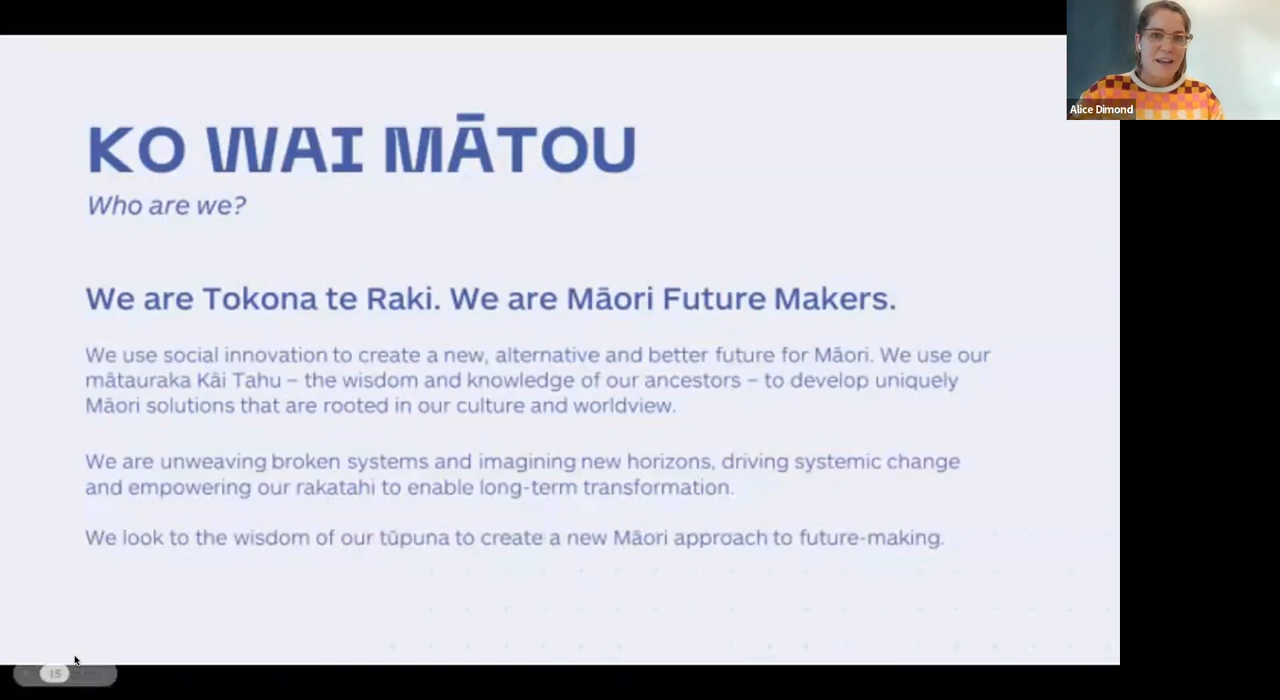 KO WAI MĀTOU
Who are we?
We are Tokona te Raki. We are Māori Future Makers.
We use social innovation to create a new, alternative and better future for Māori. We use our
mātauraka Kāi Tahu – the wisdom and knowledge of our ancestors – to develop uniquely
Māori solutions that are rooted in our culture and worldview.
We are unweaving broken systems and imagining new horizons, driving systemic change
and empowering our rakatahi to enable long-term transformation.
We look to the wisdom of our tūpuna to create a new Māori approach to future-making.
Alice Dimond
15